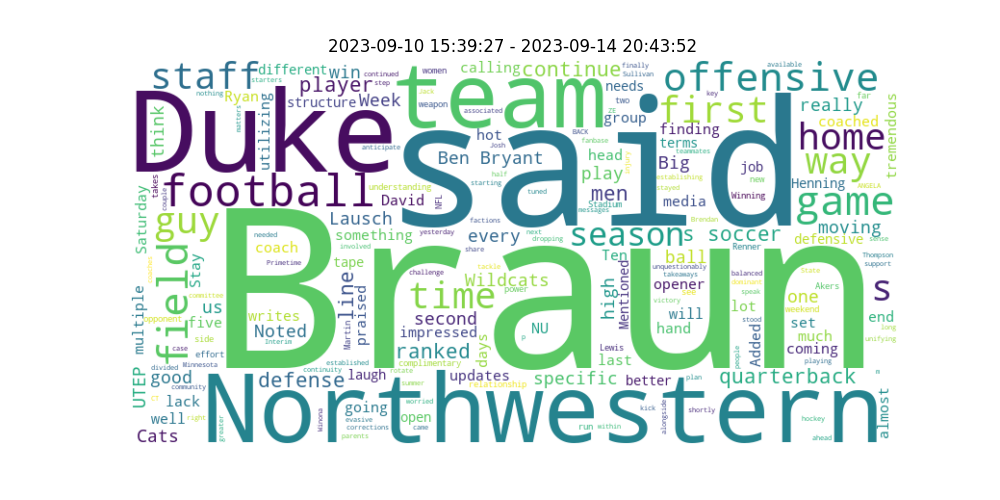 2023-09-10 15:39:27 - 2023-09-14 20:43:52
staff different win
calling continue
available
offensive
starters
player
continued women
team
needs
first
key
far
nothing
structure Week
Jack weapon associated
two
group
really
think
Duke
Ryan
utilizing
matters
step
ZE
BACK
fanbase
finding
coached
tremendous
finally
Sullivan
anticipate
Josh
hot
said
head
terms
teammates
home
Ben Bryant
half
play
angry
Big
establishing
stayed
job
new
way
takes
couple
football
understanding
David
NFL
starting
tuned
men
media
Winning
Henning
ANGELA
guy
Lausch
factions
Stadium
messages
Brendan
game
Saturday
yesterday
every
next
dropping
seasons soccer
moving
needed
something
share
Renner
defensive
sense
coach
involved
Ten
ball
unquestionably
takeaways
balanced
State
Thompson
support
coaches
Primetime
tape
challenge
tackle
Wildcats
power
opener
see
dominant
Akers
Stay
field
line
Braun
time
high
Mentioned
victory
speak
weekend
one
s
multiple
committee
writes
us
Martin
praised
second
NU
p
will
hand
lot
stood
set
end
opponent
five
Noted
Interim
impressed
days
Lewis
last
Added
people
much
long
unifying
UTEP
side
case
effort
ranked
complimentary
coming
playing
divided
Minnesota
established
continuity
rotate
good
defense
laugh
updates
specific
better
plan
quarterback
m
community
summer
relationship
worried
lack
CT
well
right
greater
Northwestern
Winona
going
evasive
corrections
parents
open
came
run
within
kick
alongside
shortly
hockey
ahead
almost
Cats